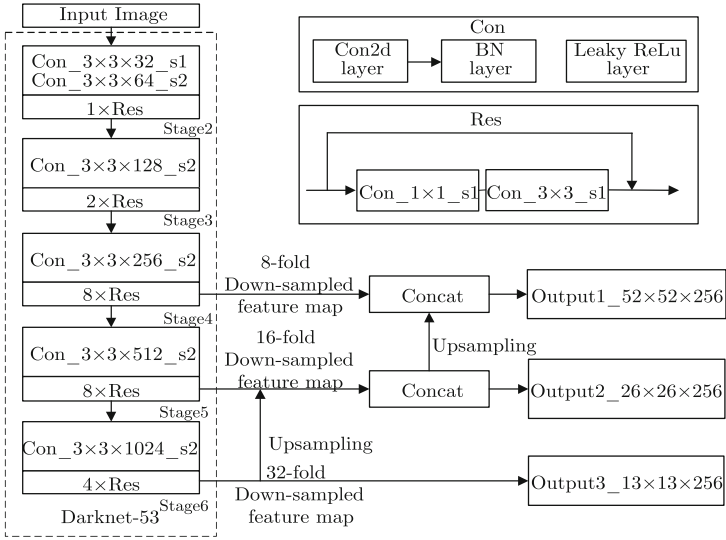 Input Image
Con_3×3×32_s1
Con_3×3×64_s2
1×Res
Stage2
Con_3×3×128_s2
2×Res
Stage3
Con_3×3×256_s2
8×Res
Stage4
Con_3×3×512_s2
8×Res
Stage5
Con_3×3×1024_s2
4×Res
Stage6
Darknet-53
Con
Con2d
layer
BN
layer
Leaky ReLu
layer
Res
Con_1×1_s1
Con_3×3_s1
8-fold
Down-sampled
feature map
Concat
Output1_52×52×256
16-fold
Down-sampled
feature map
Upsampling
Concat
Output2_26×26×256
Upsampling
32-fold
Down-sampled
feature map
Output3_13×13×256